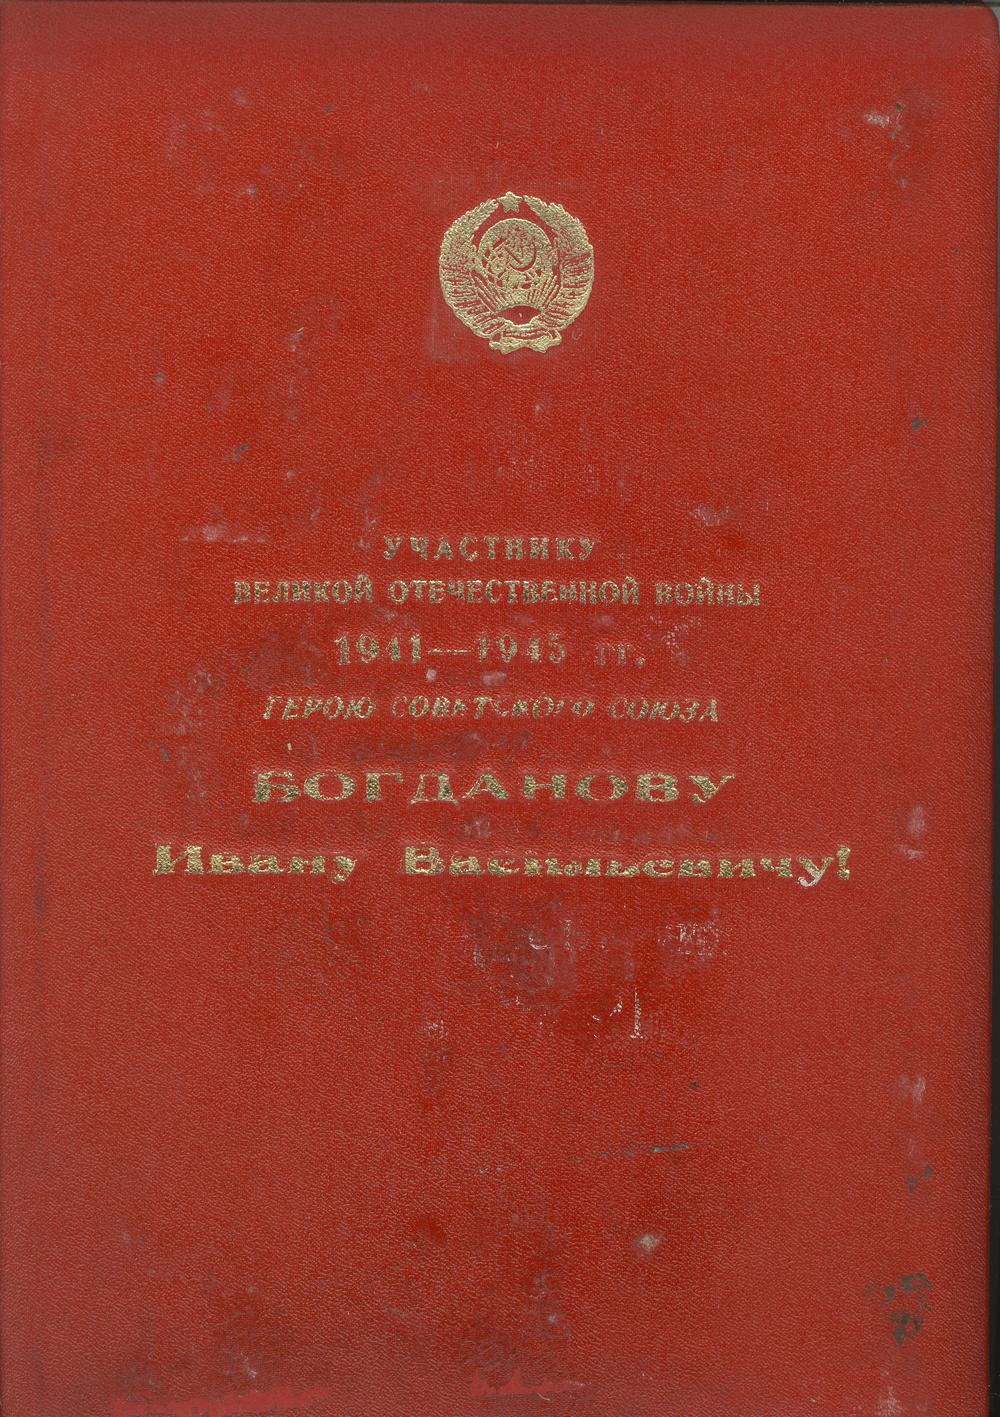 УЧАСТНИКУ
ВЕЛИКОЙ ОТЕЧЕСТВЕННОЙ ВОЙНЫ
1941—1945 гг.
ГЕРОЮ СОВЕТСКОГО СОЮЗА
БОГДАНОВУ
Ивану Васильевичу!